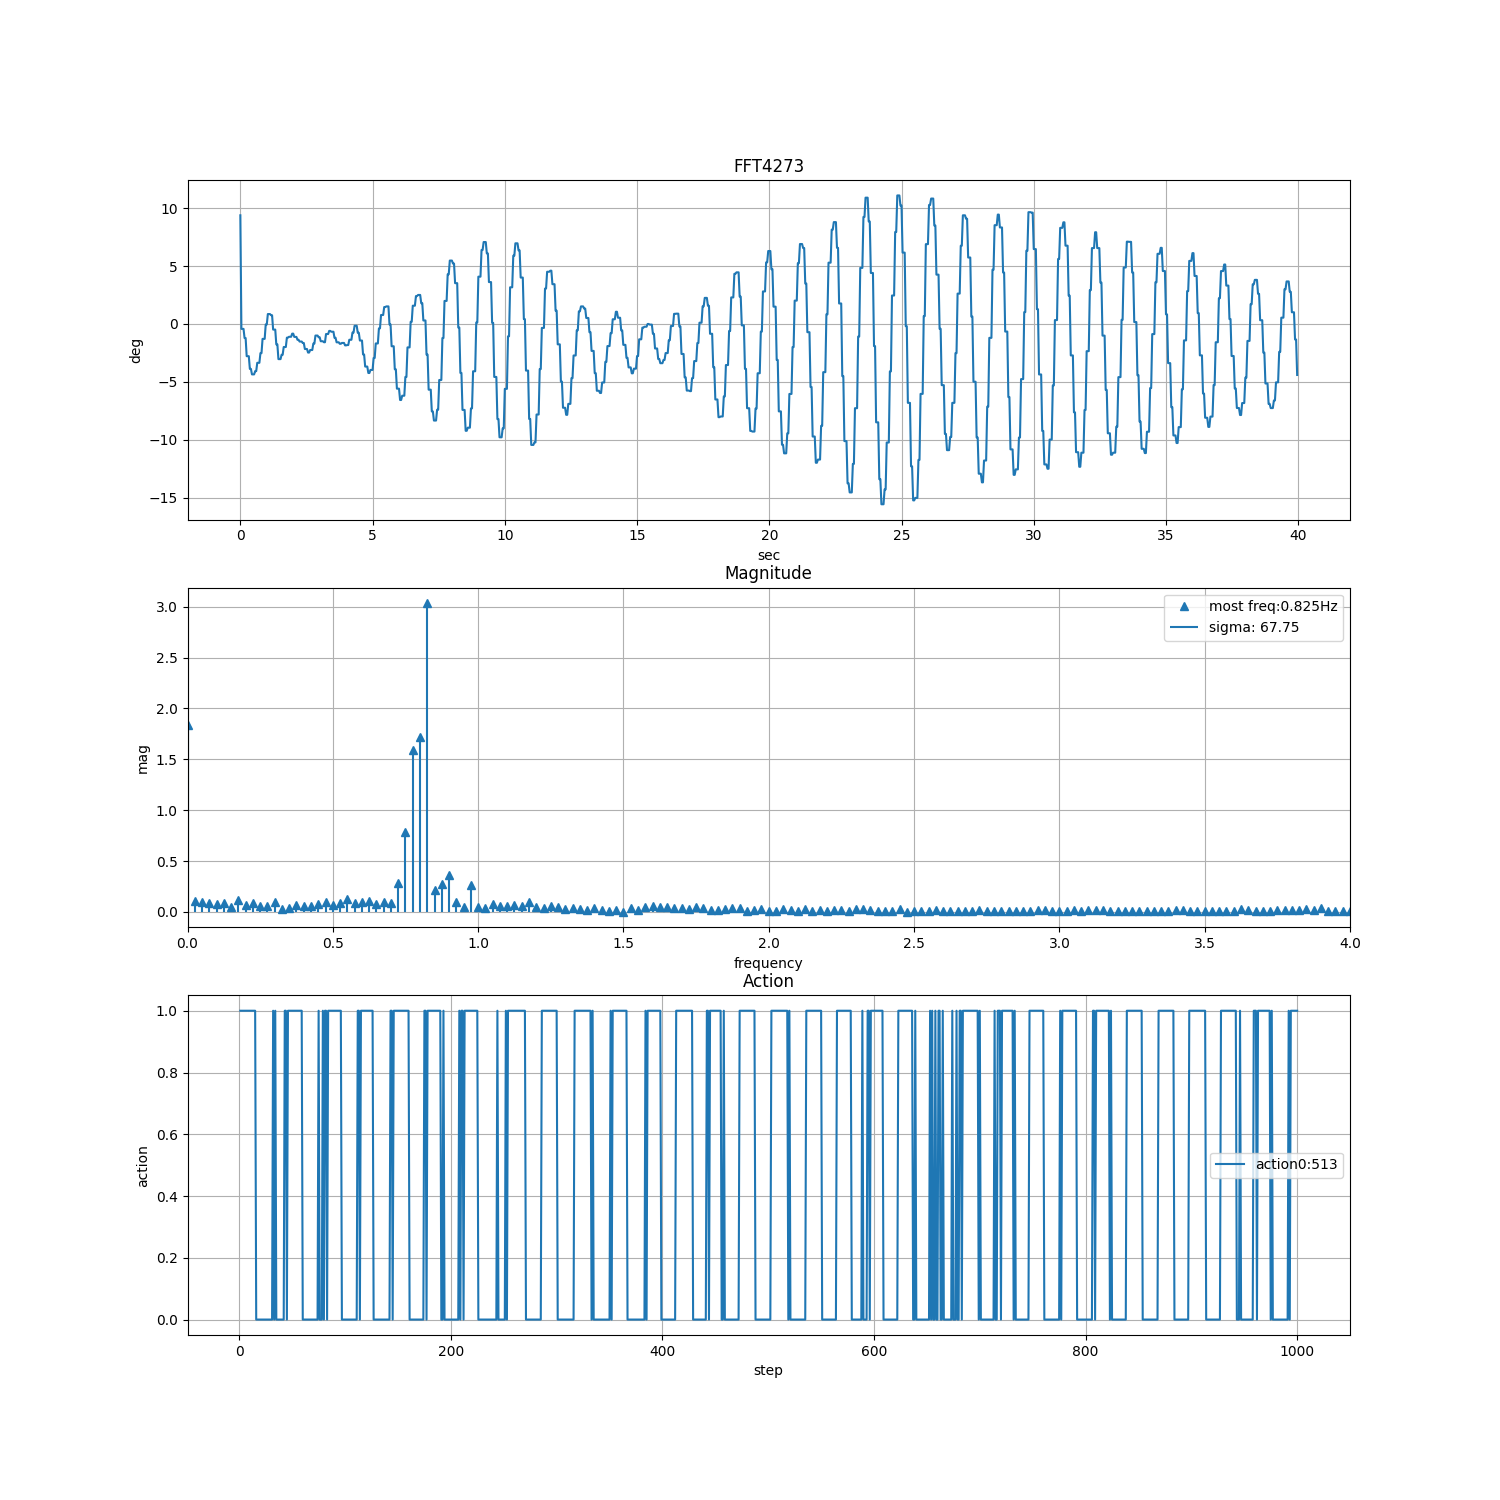 FFT4273
10
5
0
−5
−10
−15
deg
0 5 10 15 20 25 30 35 40
sec
Magnitude
3.0
2.5
2.0
1.5
1.0
0.5
0.0
mag
most freq:0.825Hz
sigma: 67.75
0.0 0.5 1.0 1.5 2.0 2.5 3.0 3.5 4.0
frequency
Action
1.0
0.8
0.6
0.4
0.2
0.0
action
action0:513
0 200 400 600 800 1000
step